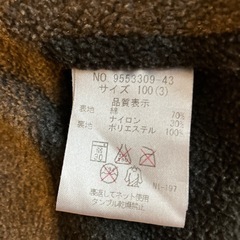 NO. 9553309-43
サイズ 100(3)
品質表示
表地 綿 70%
ナイロン 30%
裏地 ポリエステル 100%
NI-197
裏返してネット使用
タンブル乾燥禁止